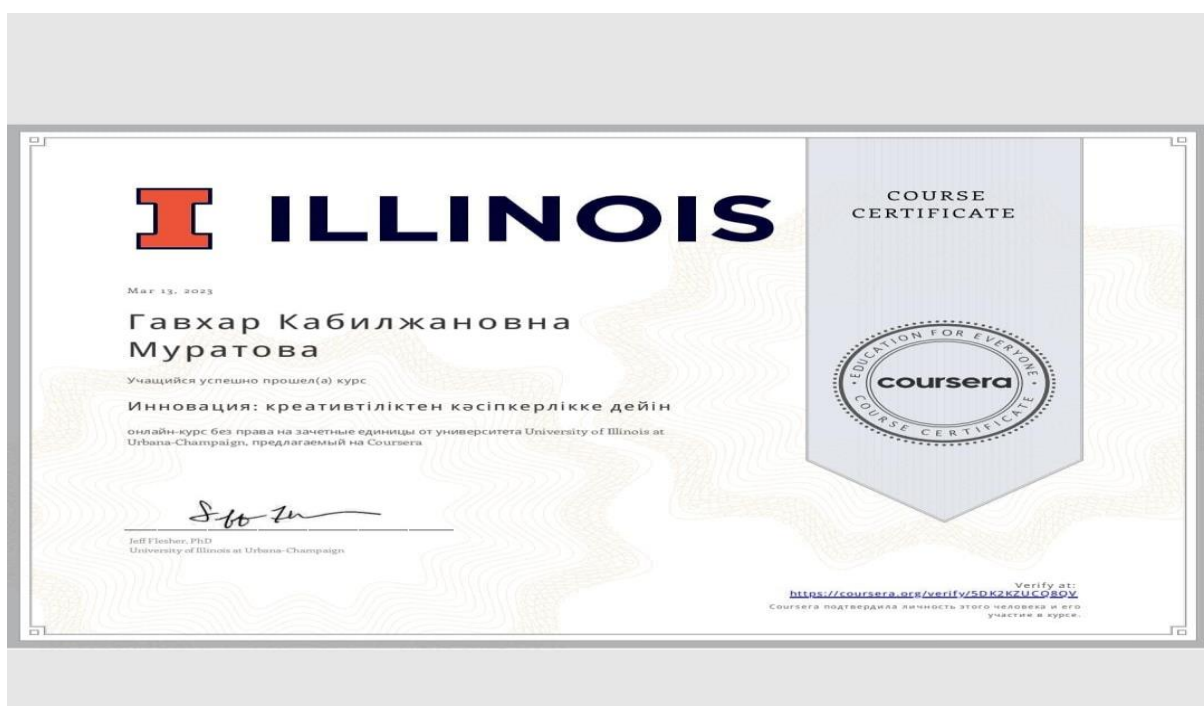 ILLINOIS
COURSE
CERTIFICATE
Mar 13, 2023
Гавхар Кабилжановна
Муратова
Учащийся успешно прошел(а) курс
Инновация: креативтіліктен кәсіпкерлікке дейін
онлайн-курс без права на зачетные единицы от университета University of Illinois at
Urbana-Champaign, предлагаемый на Coursera
EDUCATION FOR EVERYONE
coursera
COURSE CERTIFICATE
Jeff Flesher, PhD
University of Illinois at Urbana-Champaign
Verify at:
https://coursera.org/verify/5DK2KZUCQ8QV
Coursera подтвердила личность этого человека и его
участие в курсе.